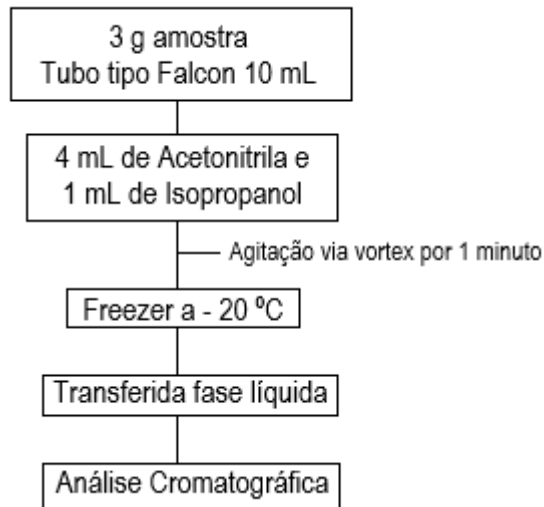 3 g amostra
Tubo tipo Falcon 10 mL
4 mL de Acetonitrila e
1 mL de Isopropanol
Agitação via vortex por 1 minuto
Freezer a - 20 ºC
Transferida fase líquida
Análise Cromatográfica